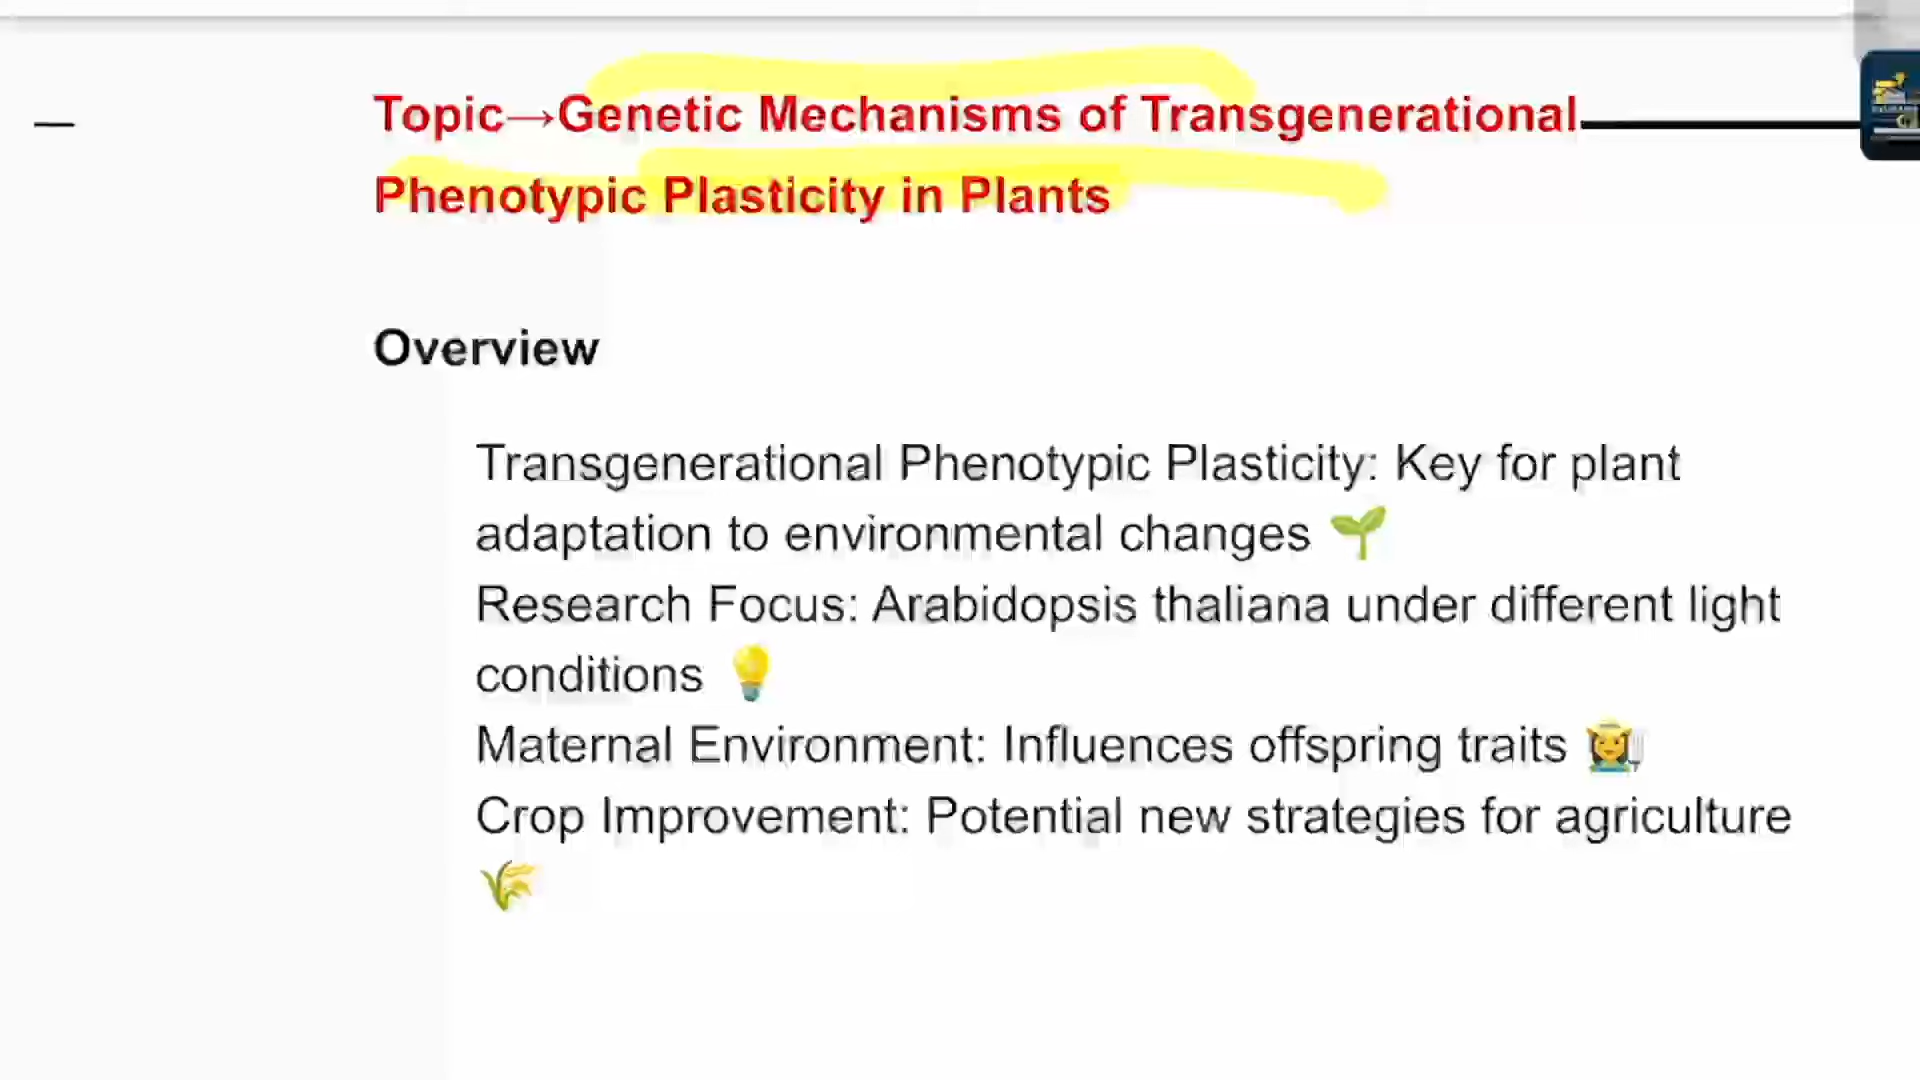 Topic→Genetic Mechanisms of Transgenerational
Phenotypic Plasticity in Plants
Overview
Transgenerational Phenotypic Plasticity: Key for plant
adaptation to environmental changes 🌱
Research Focus: Arabidopsis thaliana under different light
conditions 💡
Maternal Environment: Influences offspring traits 👩‍🌾
Crop Improvement: Potential new strategies for agriculture
🌾